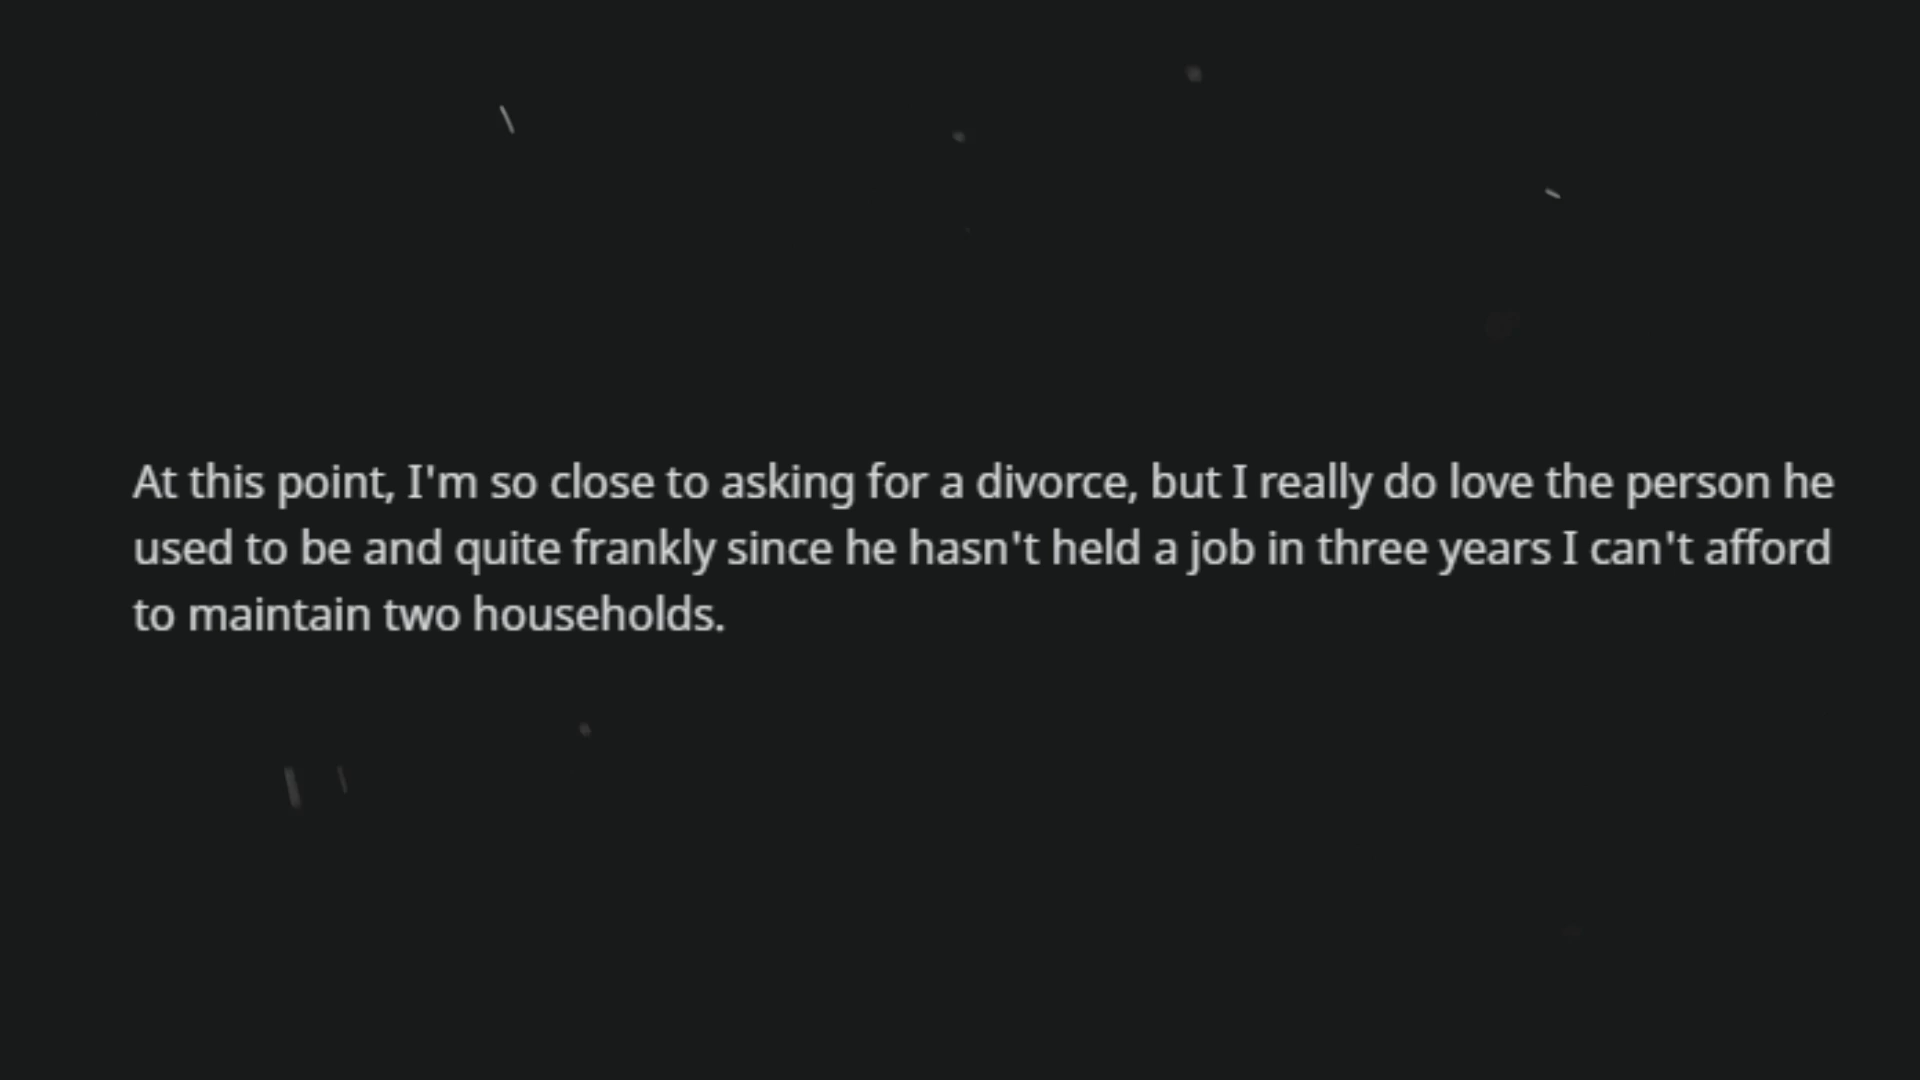 At this point, I'm so close to asking for a divorce, but I really do love the person he
used to be and quite frankly since he hasn't held a job in three years I can't afford
to maintain two households.